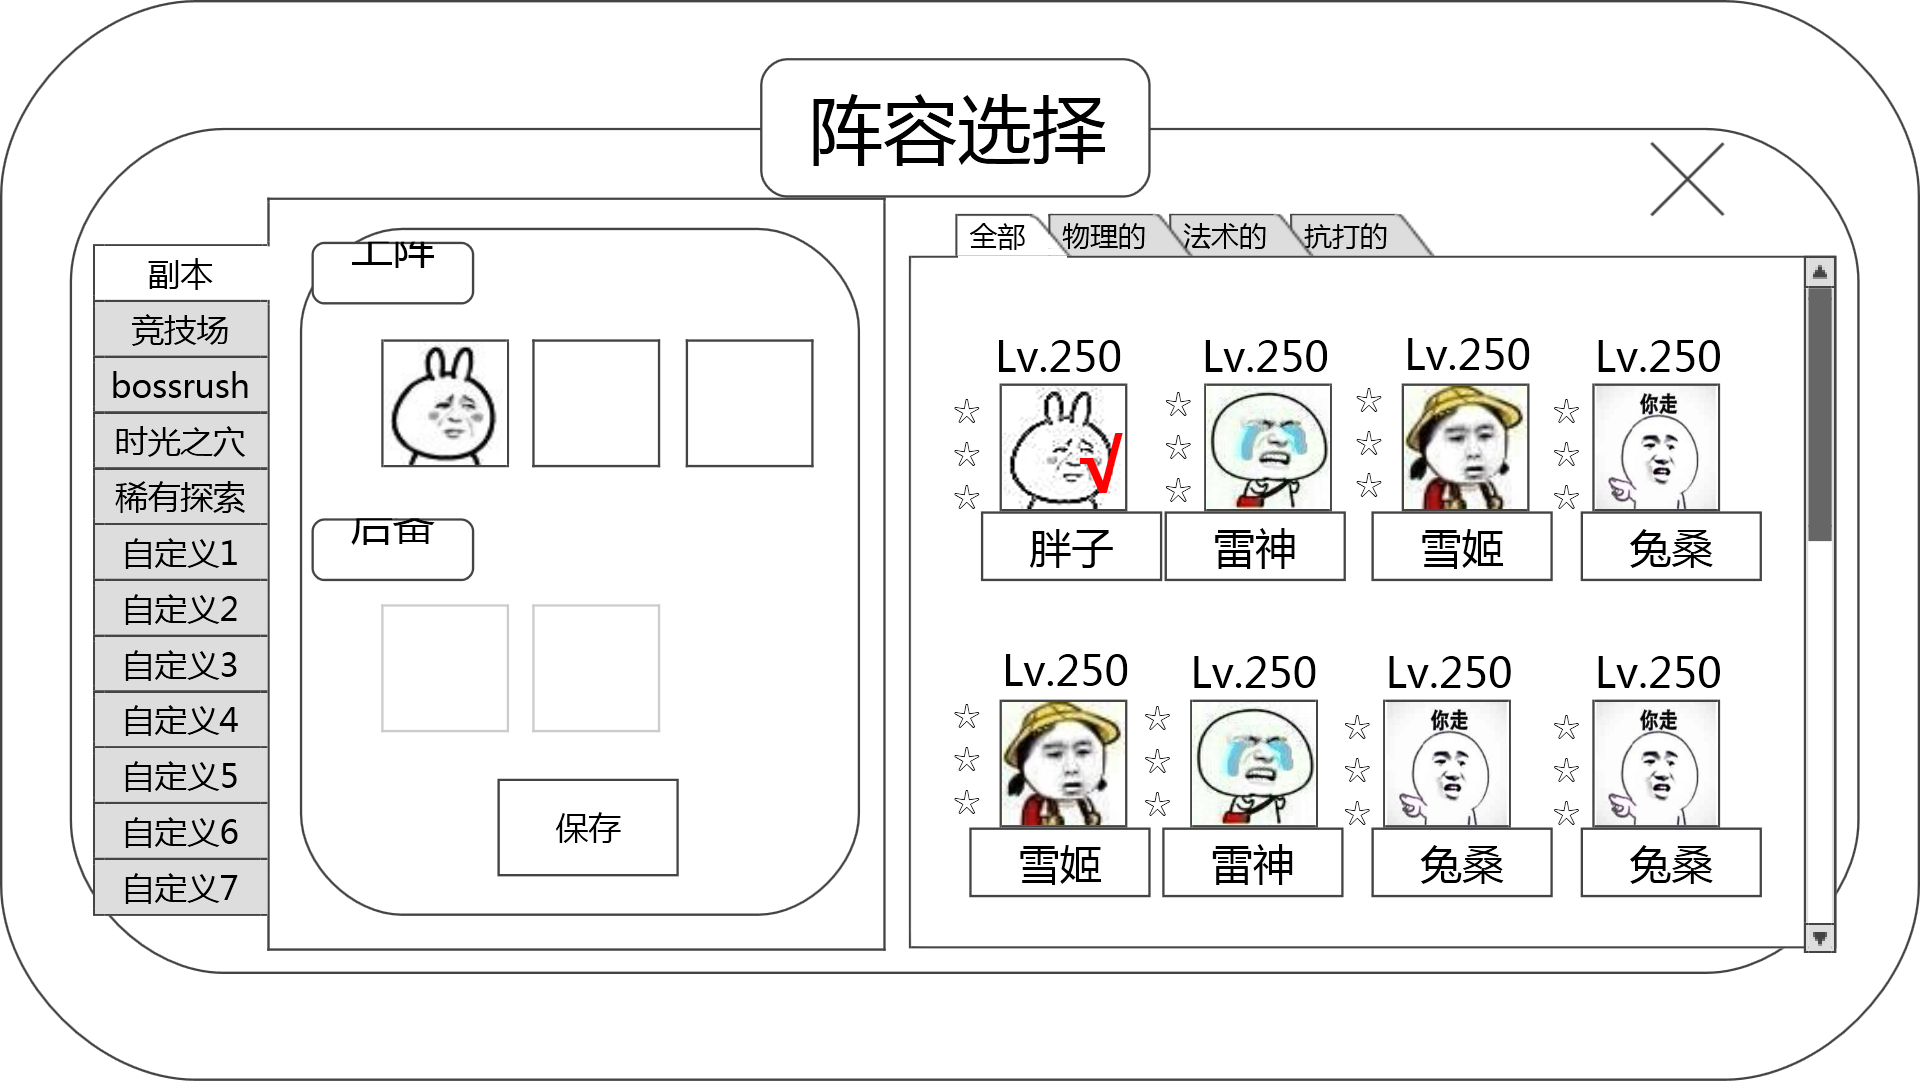 阵容选择
副本
竞技场
bossrush
时光之穴
稀有探索
自定义1
自定义2
自定义3
自定义4
自定义5
自定义6
自定义7
上阵
后备
保存
全部 物理的 法术的 抗打的
Lv.250 Lv.250 Lv.250 Lv.250
你走
√
胖子 雷神 雪姬 兔桑
Lv.250 Lv.250 Lv.250 Lv.250
你走 你走
雪姬 雷神 兔桑 兔桑